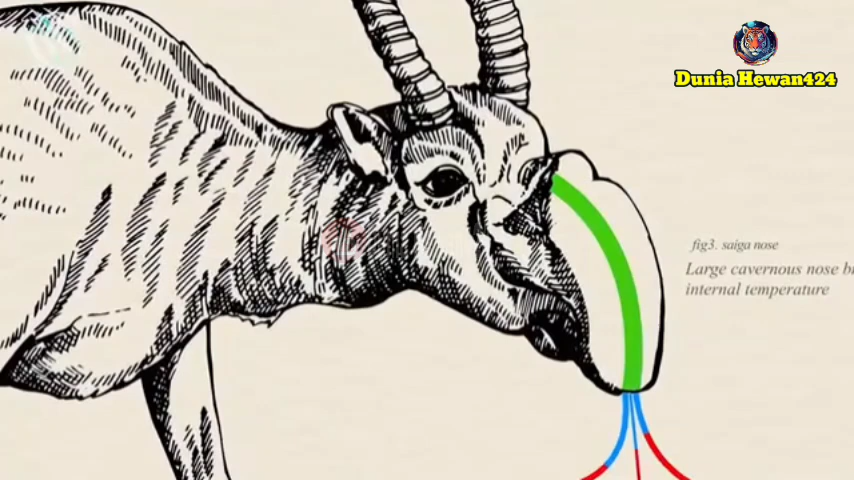 Dunia Hewan424
fig3. saiga nose
Large cavernous nose
internal temperature